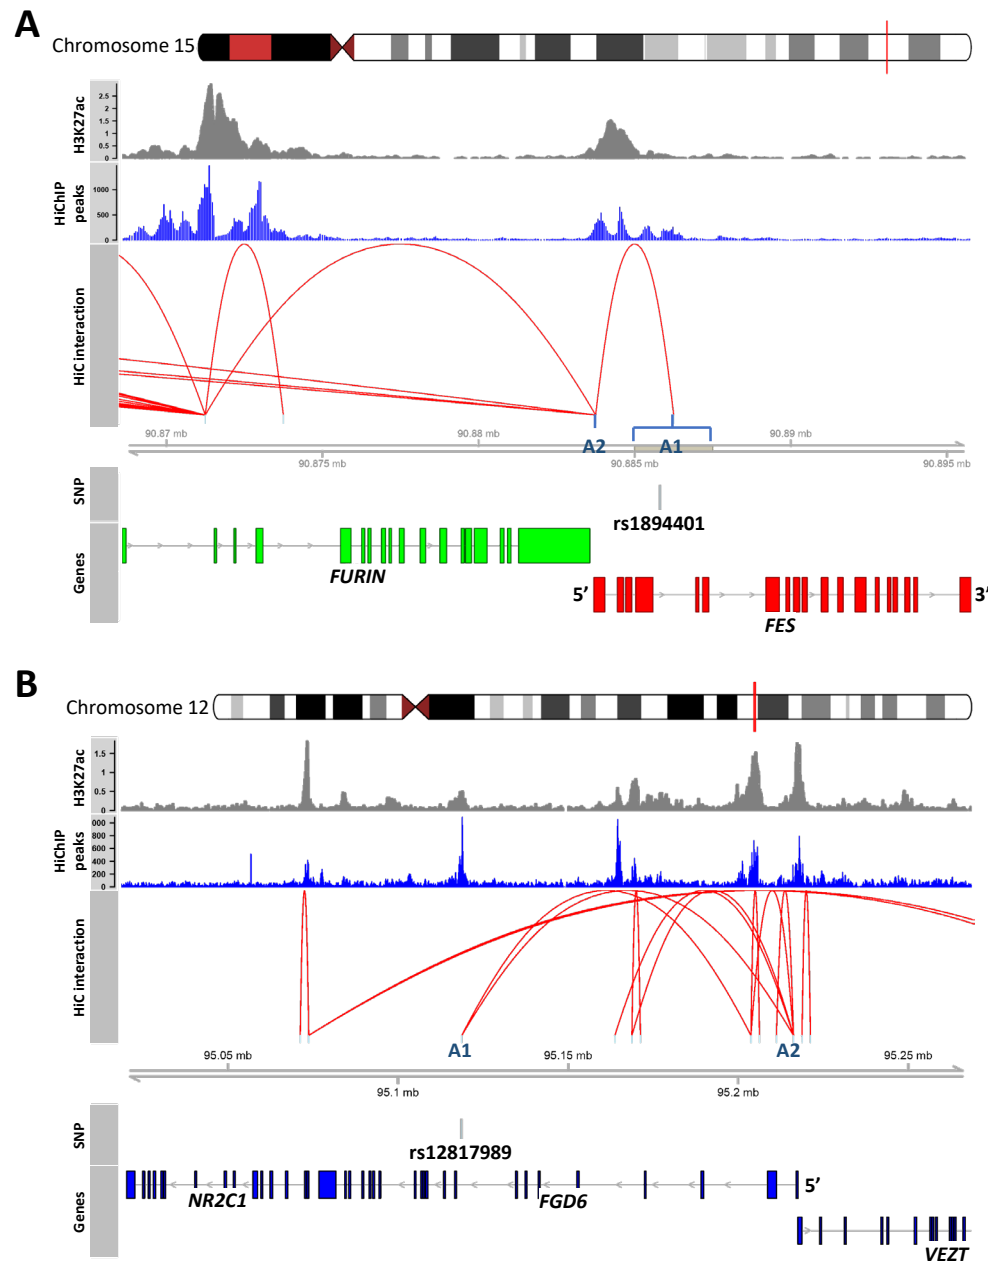 A
Chromosome 15
H3K27ac
2.5
2
1.5
1
0.5
0
HiChIP peaks
1000
500
0
HiC interaction
A2
A1
90.87 mb
90.88 mb
90.89 mb
90.875 mb
90.885 mb
90.895 mb
SNP
rs1894401
Genes
FURIN
5’
3’
FES
B
Chromosome 12
H3K27ac
1.5
1
0.5
0
HiChIP peaks
000
800
600
400
200
0
HiC interaction
A1
A2
95.05 mb
95.15 mb
95.25 mb
95.1 mb
95.2 mb
SNP
rs12817989
Genes
NR2C1
FGD6
5’
VEZT